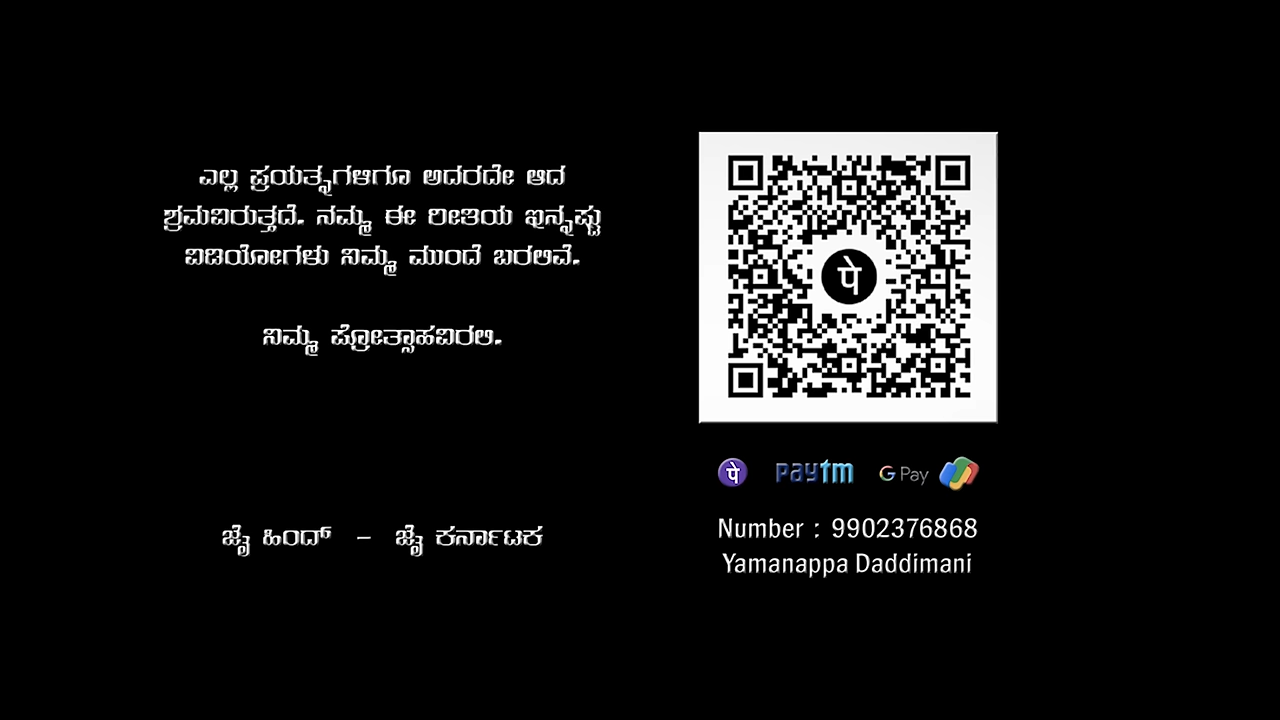 ಎಲ್ಲ ಪ್ರಯತ್ನಗಳಿಗೂ ಅದರದೇ ಆದ
ಶ್ರಮವಿರುತ್ತದೆ. ನಮ್ಮ ಈ ರೀತಿಯ ಇನ್ನಷ್ಟು
ವಿಡಿಯೋಗಳು ನಿಮ್ಮ ಮುಂದೆ ಬರಲಿವೆ.
ನಿಮ್ಮ ಪ್ರೋತ್ಸಾಹವಿರಲಿ.
ಜೈ ಹಿಂದ್ - ಜೈ ಕರ್ನಾಟಕ
पे
पे paytm G Pay
Number : 9902376868
Yamanappa Daddimani